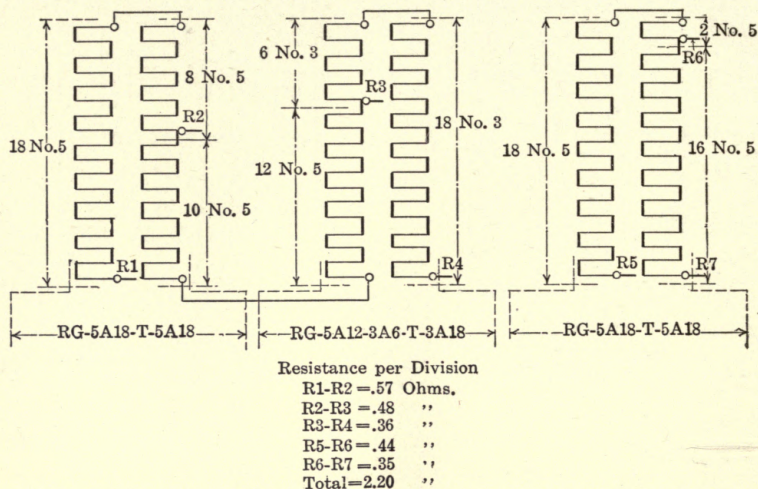 18 No.5
8 No. 5
R2
10 No. 5
R1
RG-5A18-T-5A18
6 No. 3
R3
12 No. 5
18 No. 3
R4
RG-5A12-3A6-T-3A18
2 No. 5
R6
18 No. 5
16 No. 5
R5
R7
RG-5A18-T-5A18
Resistance per Division
R1-R2=.57 Ohms.
R2-R3=.48 ,,
R3-R4=.36 ,,
R5-R6=.44 ,,
R6-R7=.35 ,,
Total=2.20 ,,